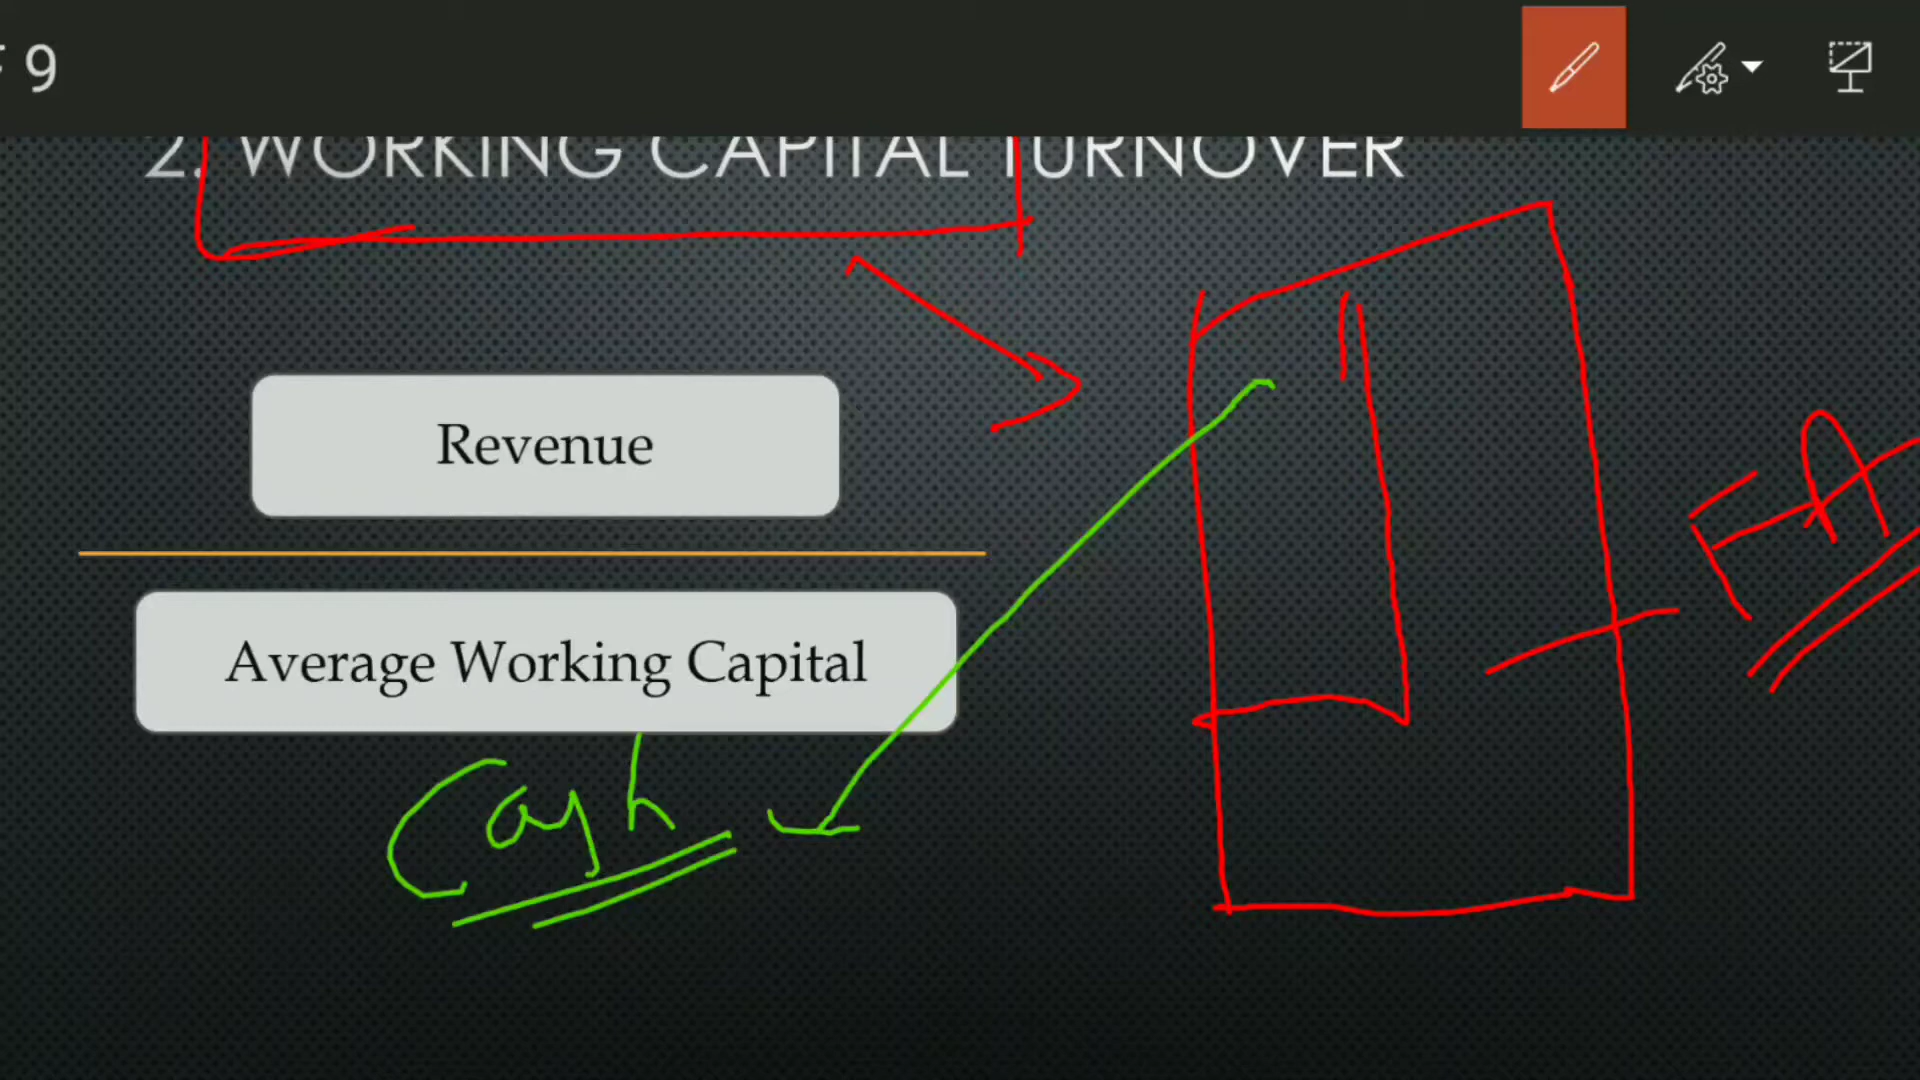 F 9
2. WORKING CAPITAL TURNOVER
Revenue
Average Working Capital
Cash
FA